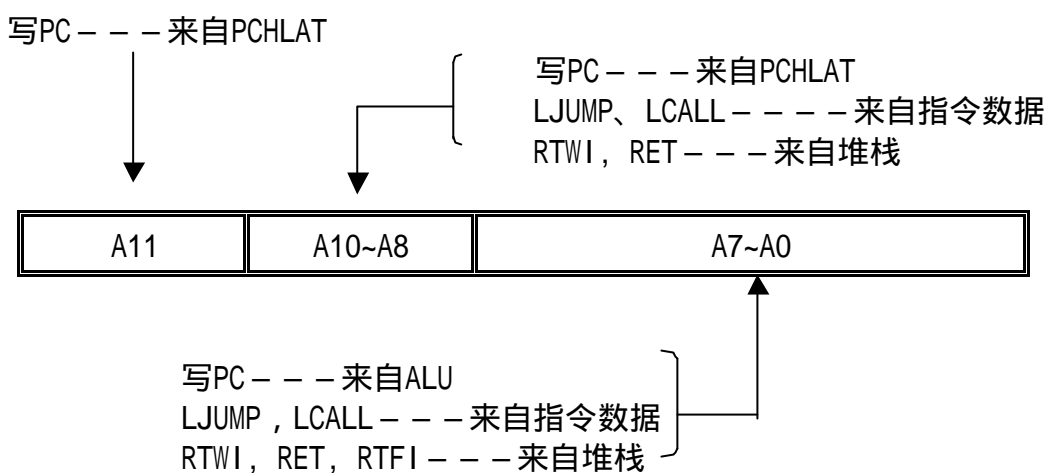 写PC－－－来自PCHLAT
写PC－－－来自PCHLAT
LJUMP、LCALL－－－－来自指令数据
RTWI, RET－－－来自堆栈
A11 A10~A8 A7~A0
写PC－－－来自ALU
LJUMP , LCALL－－－来自指令数据
RTWI, RET, RTFI－－－来自堆栈